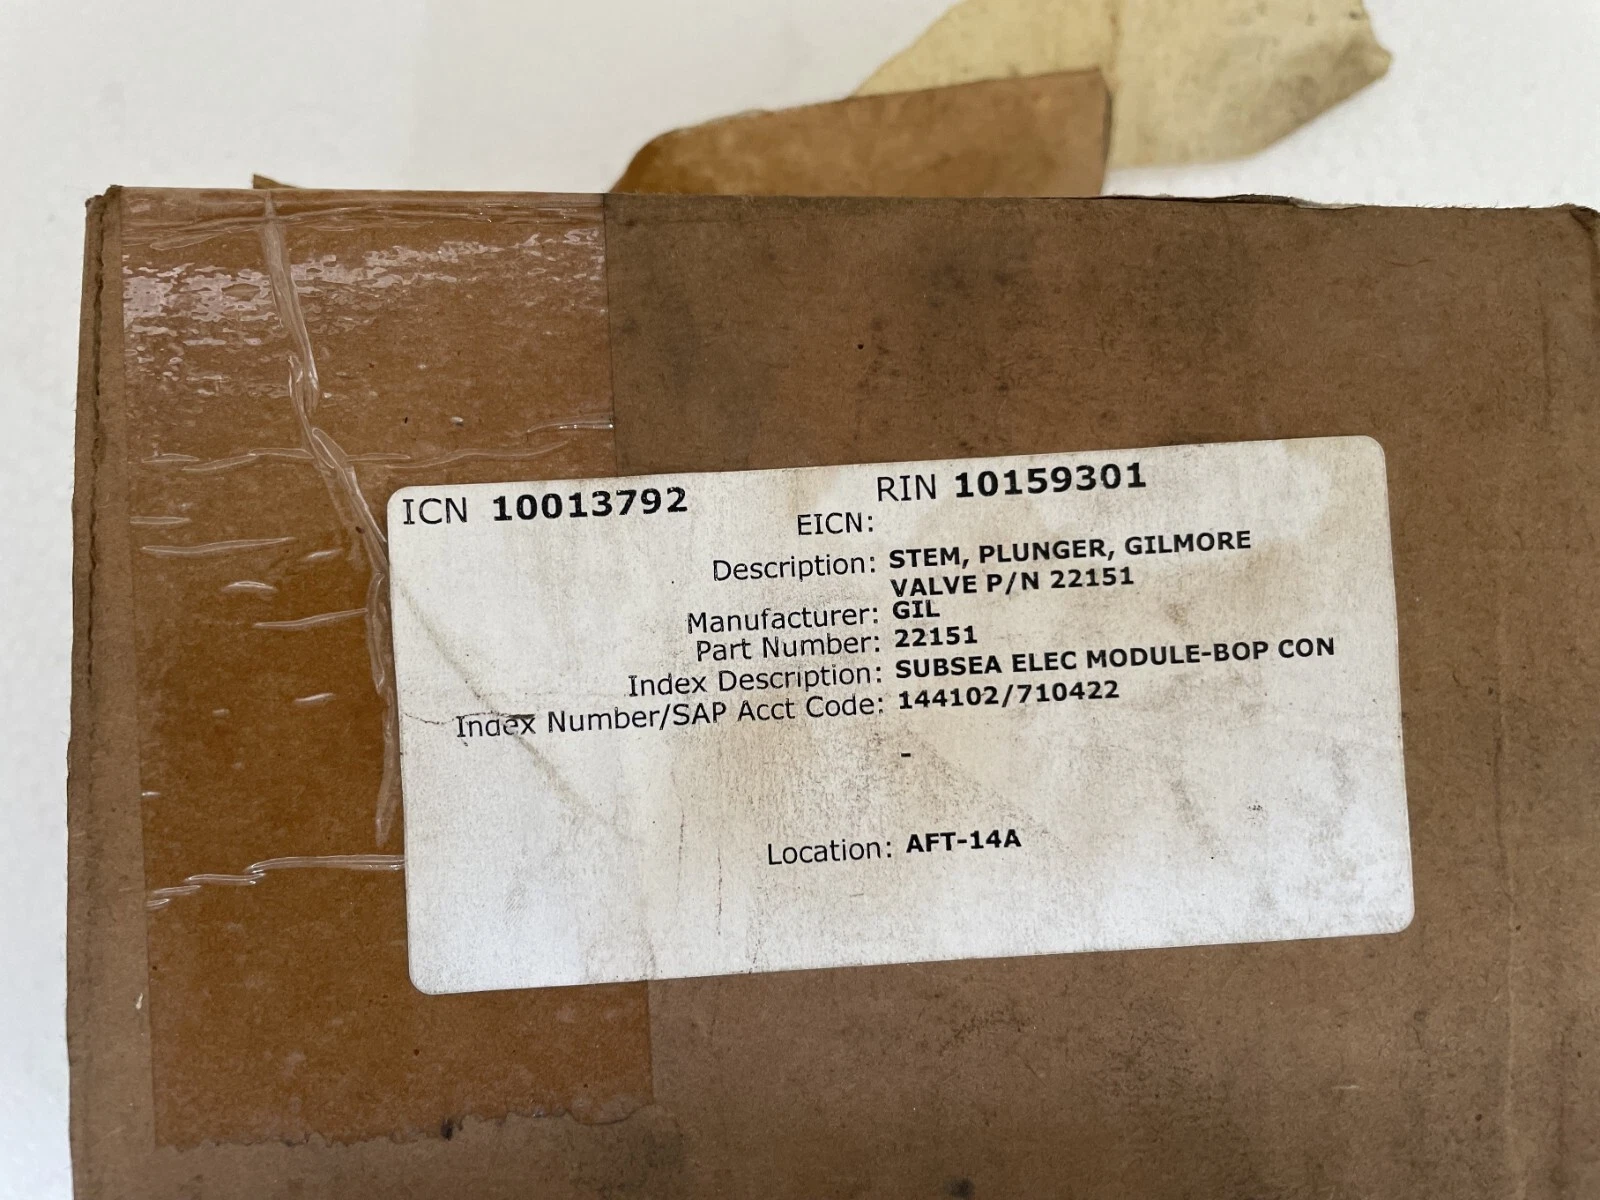 ICN 10013792 RIN 10159301
EICN:
Description: STEM, PLUNGER, GILMORE
VALVE P/N 22151
Manufacturer: GIL
Part Number: 22151
Index Description: SUBSEA ELEC MODULE-BOP CON
Index Number/SAP Acct Code: 144102/710422
-
Location: AFT-14A